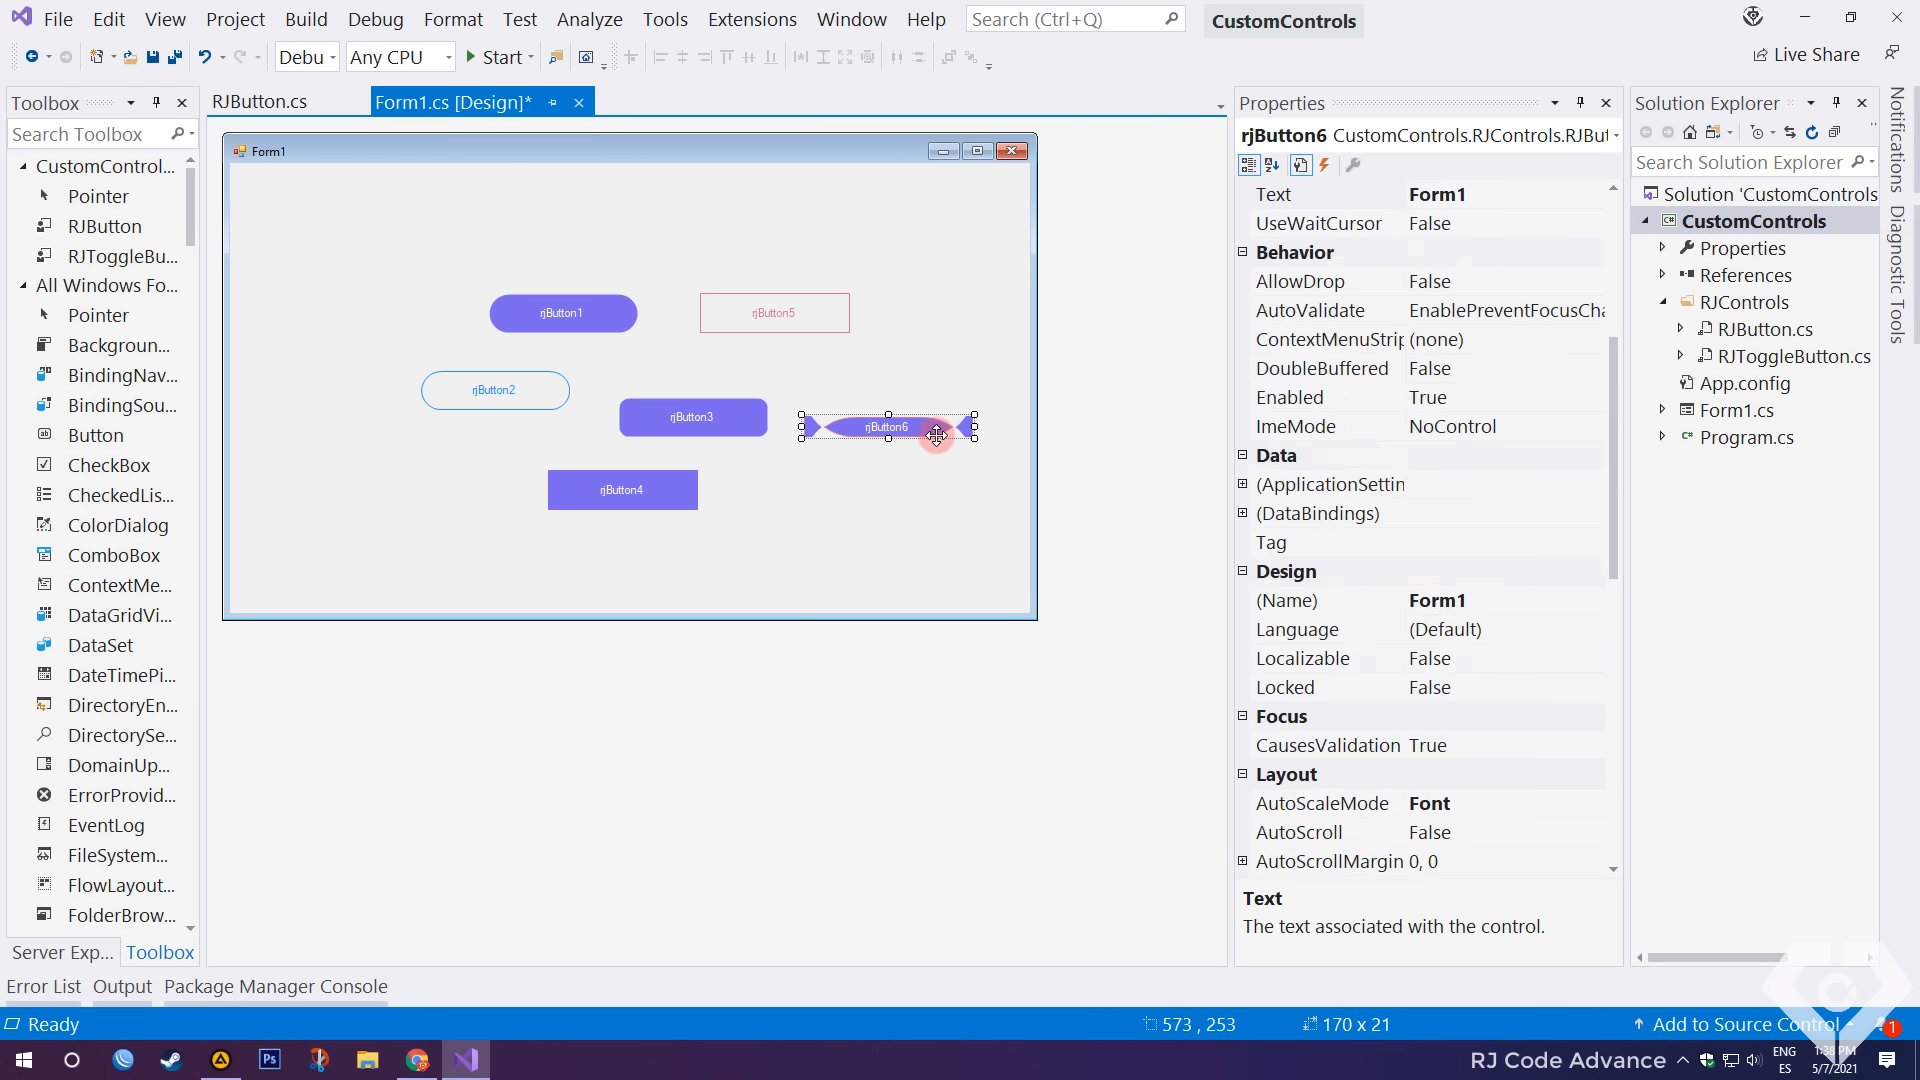 File Edit View Project Build Debug Format Test Analyze Tools Extensions Window Help Search (Ctrl+Q) CustomControls
Debu Any CPU Start Live Share
Toolbox
Search Toolbox
CustomControl...
Pointer
RJButton
RJToggleBu...
All Windows Fo...
Pointer
Backgroun...
BindingNav...
BindingSou...
Button
CheckBox
CheckedLis...
ColorDialog
ComboBox
ContextMe...
DataGridVi...
DataSet
DateTimePi...
DirectoryEn...
DirectorySe...
DomainUp...
ErrorProvid...
EventLog
FileSystem...
FlowLayout...
FolderBrow...
Server Exp... Toolbox
RJButton.cs Form1.cs [Design]*
Form1
rjButton1
rjButton5
rjButton2
rjButton3
rjButton6
rjButton4
Properties
rjButton6 CustomControls.RJControls.RJBut
Text Form1
UseWaitCursor False
Behavior
AllowDrop False
AutoValidate EnablePreventFocusCha
ContextMenuStrip (none)
DoubleBuffered False
Enabled True
ImeMode NoControl
Data
(ApplicationSettin
(DataBindings)
Tag
Design
(Name) Form1
Language (Default)
Localizable False
Locked False
Focus
CausesValidation True
Layout
AutoScaleMode Font
AutoScroll False
AutoScrollMargin 0, 0
Text
The text associated with the control.
Solution Explorer
Search Solution Explorer
Solution 'CustomControls
CustomControls
Properties
References
RJControls
RJButton.cs
RJToggleButton.cs
App.config
Form1.cs
Program.cs
Notifications
Diagnostic Tools
Error List Output Package Manager Console
Ready 573 , 253 170 x 21 Add to Source Control 1
RJ Code Advance
ENG
ES
1:38 PM
5/7/2021